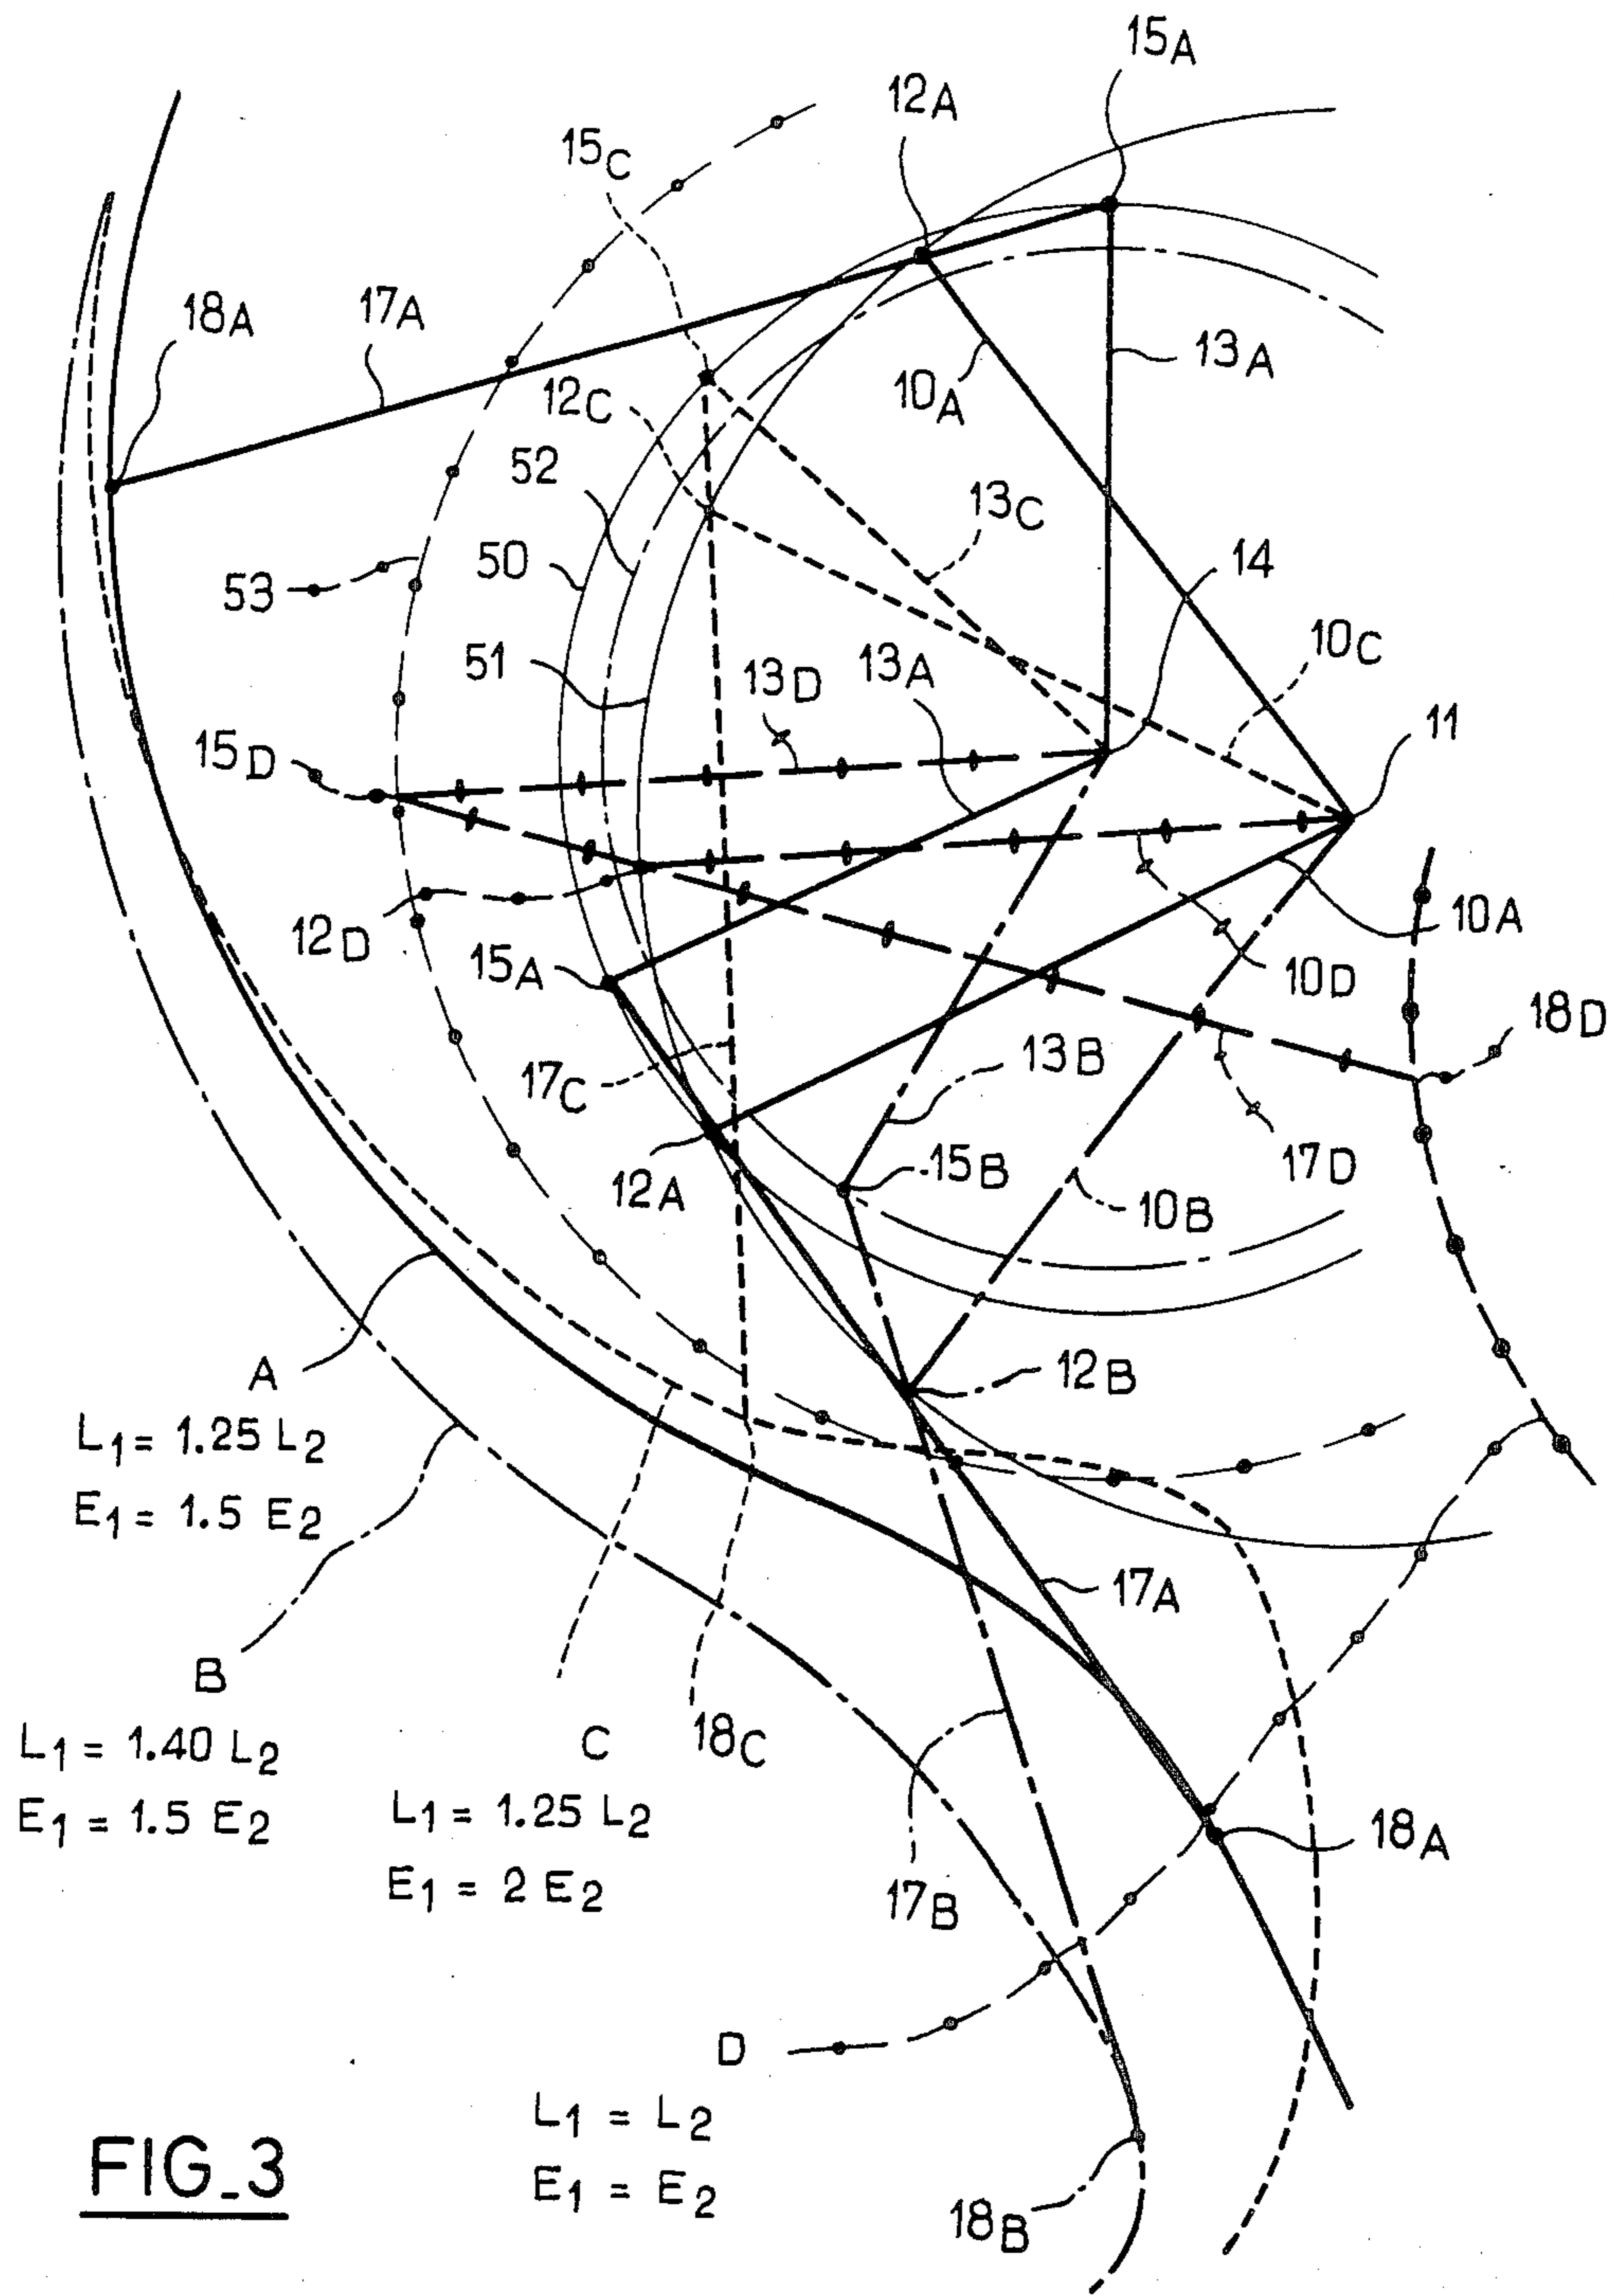 15A
12A
15C
18A
17A
13A
10A
12C
52
13C
50
14
53
51
13D
13A
10C
15D
11
12D
10A
15A
10D
18D
17C
13B
12A
15B
17D
10B
12B
A
L1 = 1.25 L2
E1 = 1.5 E2
17A
B
L1 = 1.40 L2
E1 = 1.5 E2
C
18C
L1 = 1.25 L2
E1 = 2 E2
18A
17B
D
L1 = L2
E1 = E2
FIG_3
18B